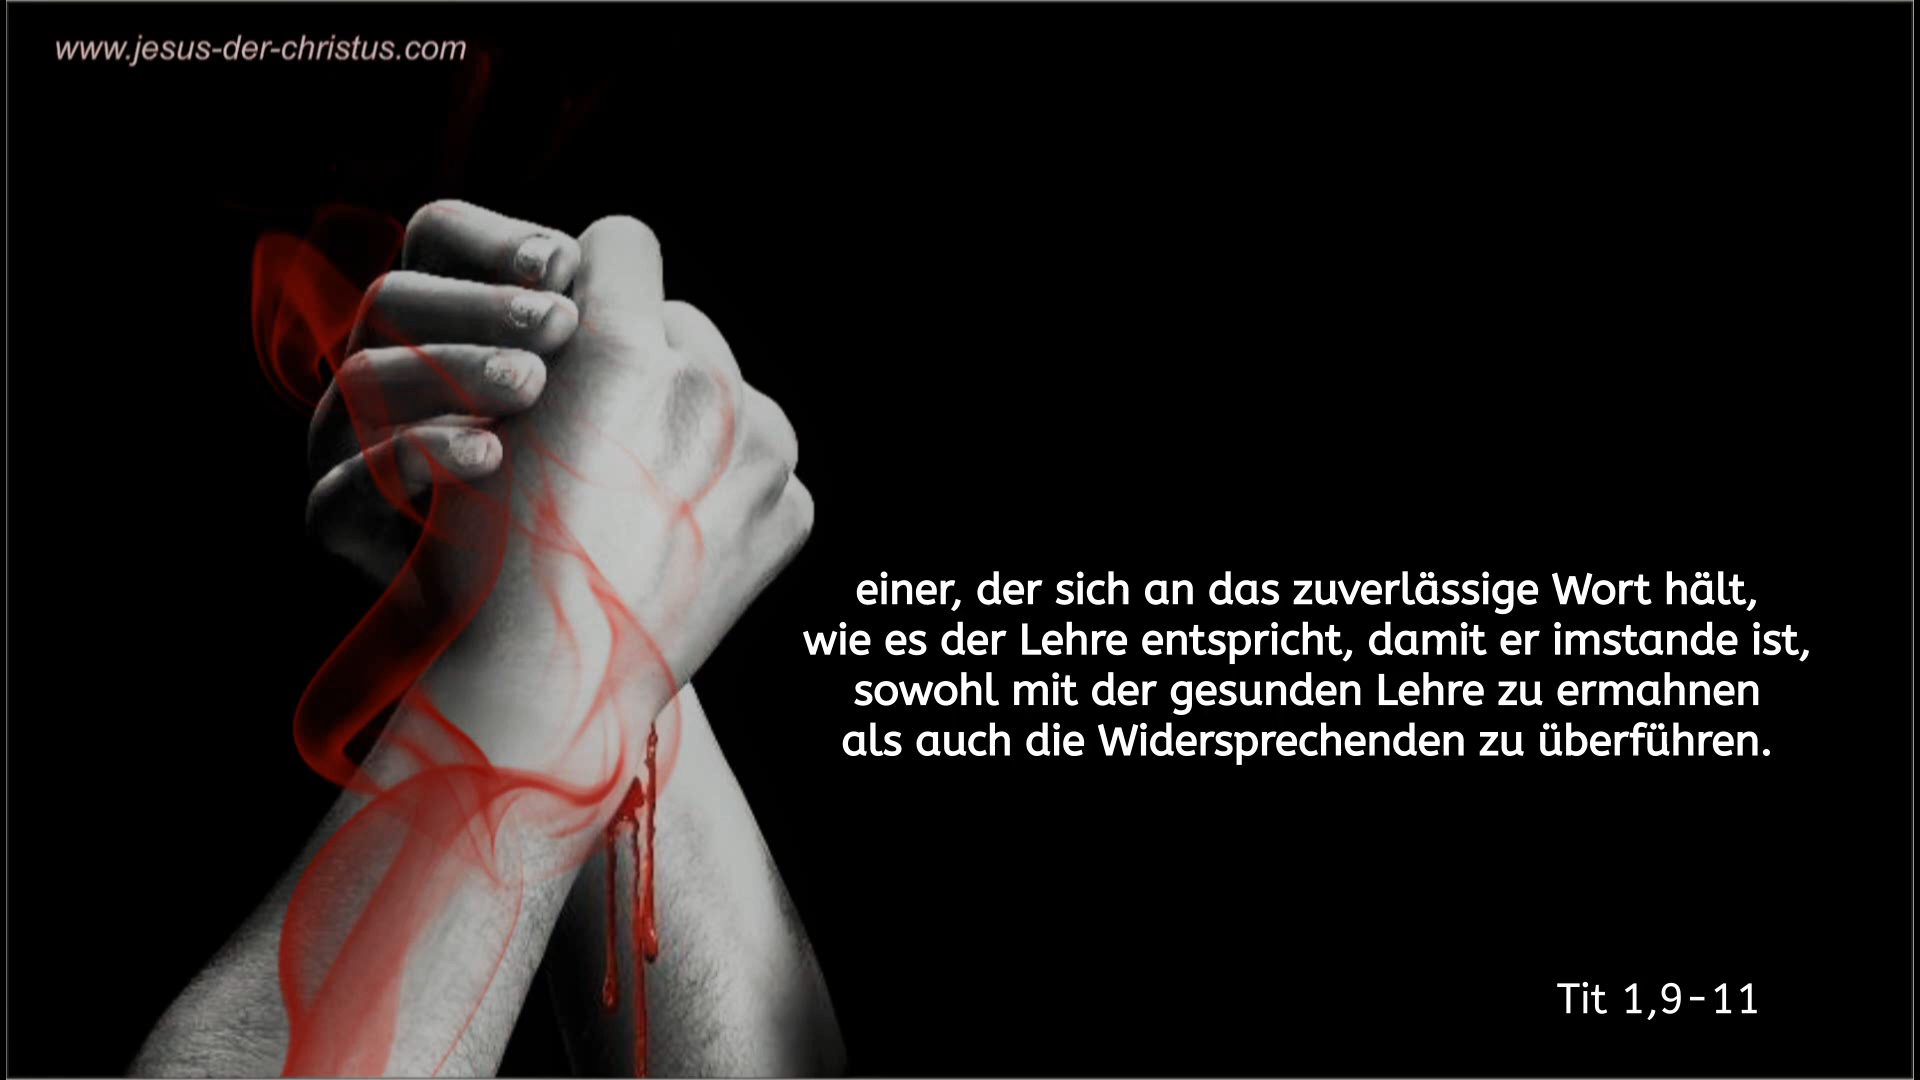 www.jesus-der-christus.com
einer, der sich an das zuverlässige Wort hält,
wie es der Lehre entspricht, damit er imstande ist,
sowohl mit der gesunden Lehre zu ermahnen
als auch die Widersprechenden zu überführen.
Tit 1,9-11